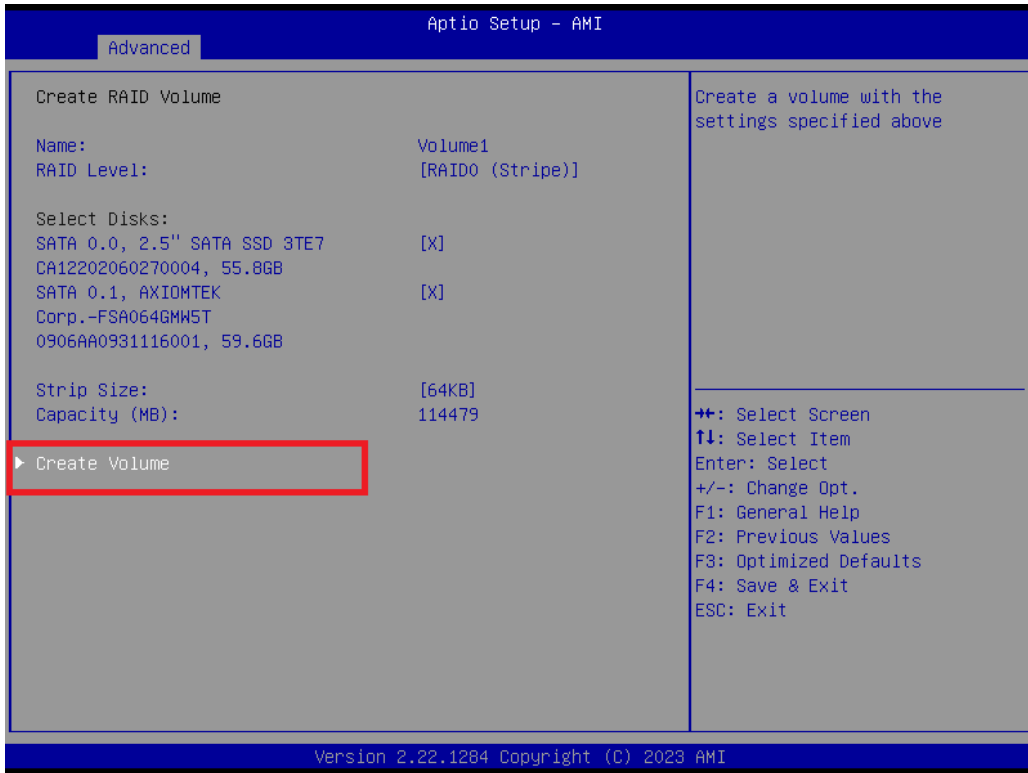 Aptio Setup - AMI
Advanced
Create RAID Volume
Name: Volume1
RAID Level: [RAID0 (Stripe)]
Select Disks:
SATA 0.0, 2.5" SATA SSD 3TE7 [X]
CA12202060270004, 55.8GB
SATA 0.1, AXIOMTEK [X]
Corp.-FSA064GMW5T
0906AA0931116001, 59.6GB
Strip Size: [64KB]
Capacity (MB): 114479
Create Volume
Create a volume with the
settings specified above
→←: Select Screen
↑↓: Select Item
Enter: Select
+/-: Change Opt.
F1: General Help
F2: Previous Values
F3: Optimized Defaults
F4: Save & Exit
ESC: Exit
Version 2.22.1284 Copyright (C) 2023 AMI